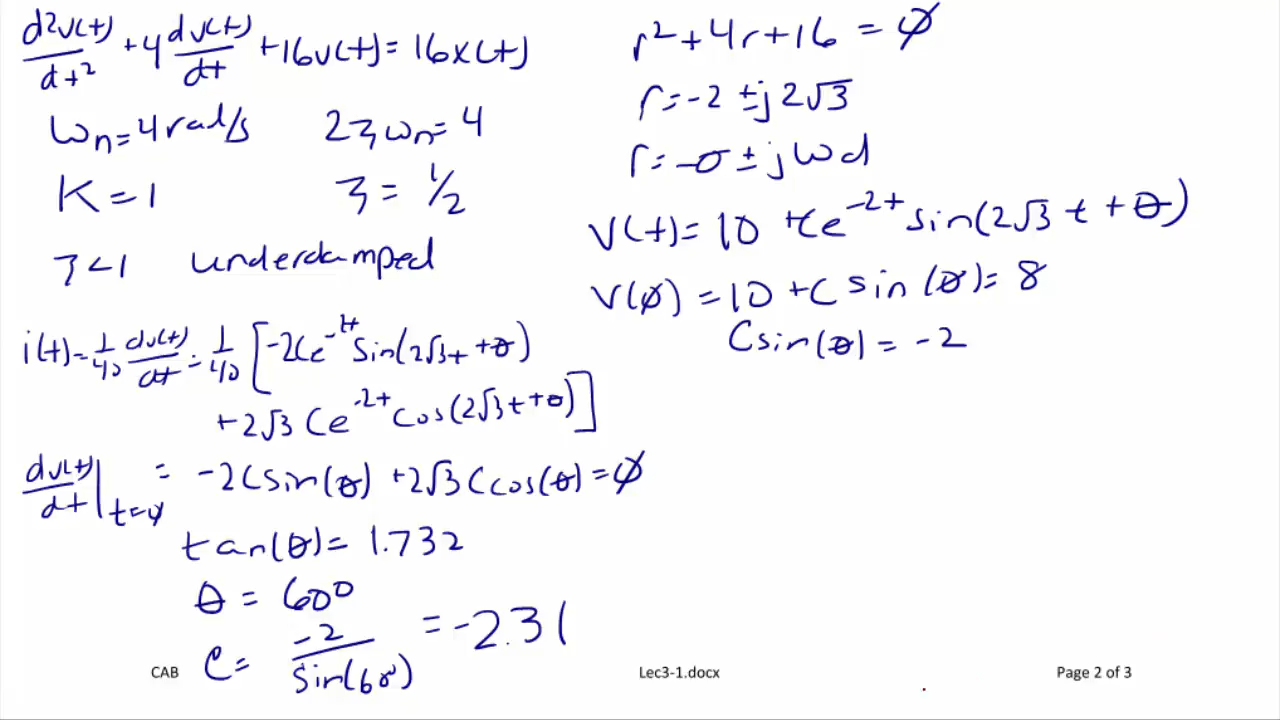 d²v(t)/dt² + 4 dv(t)/dt + 16v(t) = 16x(t)
ωn = 4 rad/s    2ζωn = 4
K = 1    ζ = 1/2
ζ < 1    underdamped
r² + 4r + 16 = 0
r = -2 ± j2√3
r = -σ ± jωd
v(t) = 10 + Ce^-2t sin(2√3 t + θ)
v(0) = 10 + C sin(θ) = 8
C sin(θ) = -2
i(t) = 1/40 dv(t)/dt = 1/40 [-2Ce^-2t sin(2√3t + θ)
+ 2√3 Ce^-2t cos(2√3t + θ)]
dv(t)/dt |t=0 = -2C sin(θ) + 2√3 C cos(θ) = 0
tan(θ) = 1.732
θ = 60°
C = -2/sin(60°) = -2.31
CAB    Lec3-1.docx    Page 2 of 3